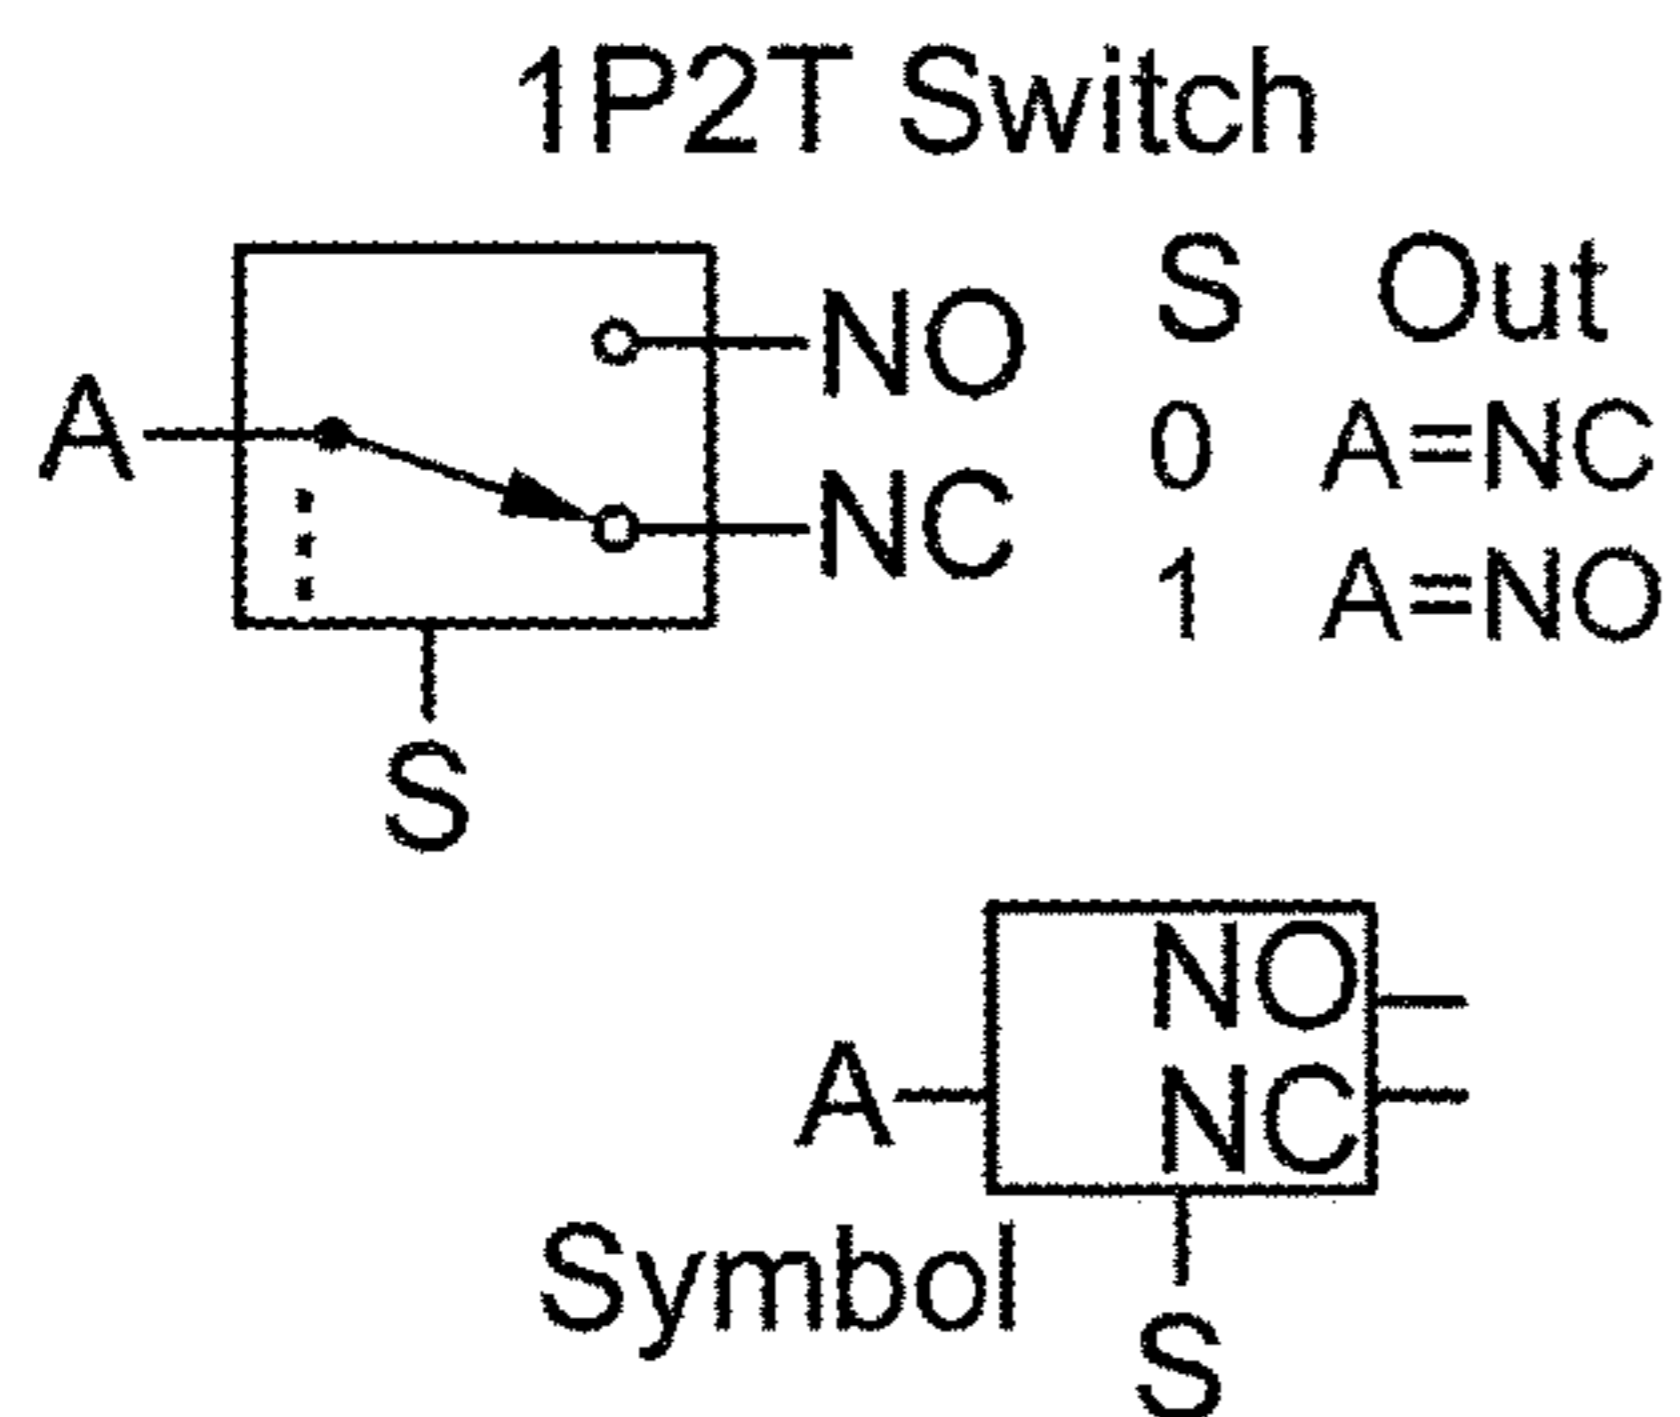 1P2T Switch
NO
S Out
A
0 A=NC
NC
1 A=NO
S
NO
A
NC
Symbol
S